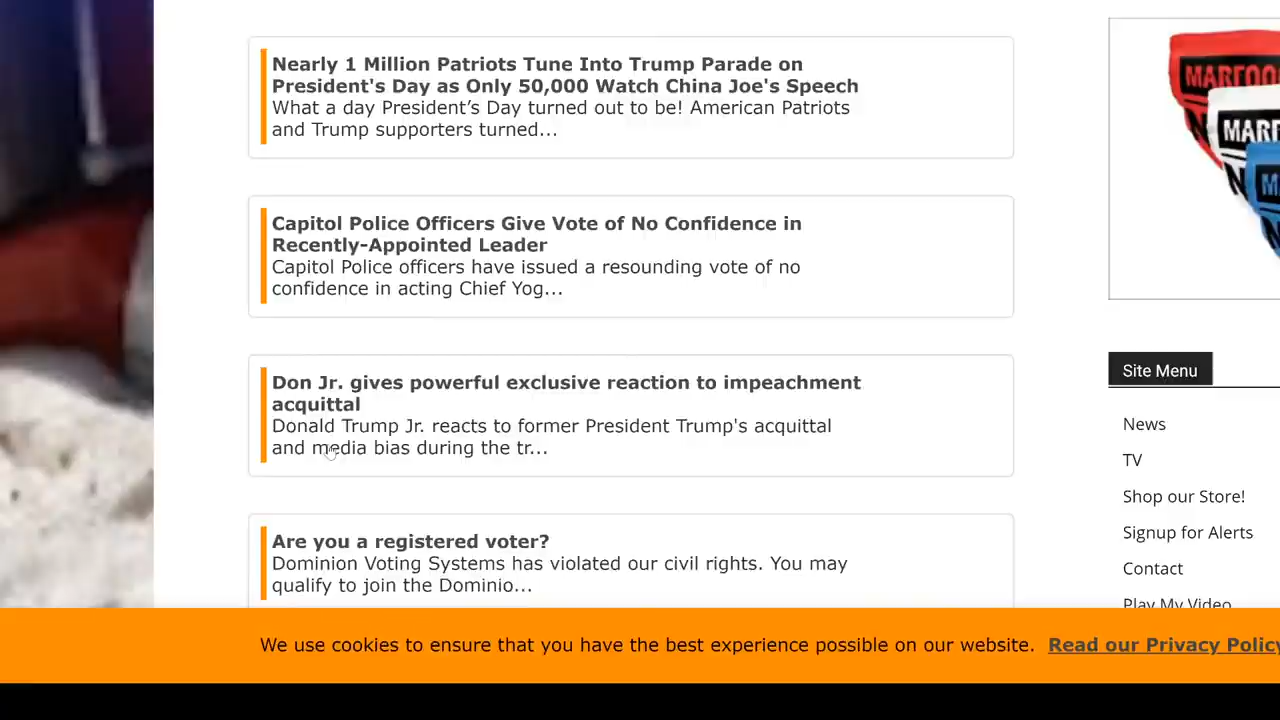 Nearly 1 Million Patriots Tune Into Trump Parade on
President's Day as Only 50,000 Watch China Joe's Speech
What a day President’s Day turned out to be! American Patriots
and Trump supporters turned...
Capitol Police Officers Give Vote of No Confidence in
Recently-Appointed Leader
Capitol Police officers have issued a resounding vote of no
confidence in acting Chief Yog...
Don Jr. gives powerful exclusive reaction to impeachment
acquittal
Donald Trump Jr. reacts to former President Trump's acquittal
and media bias during the tr...
Are you a registered voter?
Dominion Voting Systems has violated our civil rights. You may
qualify to join the Dominio...
Site Menu
News
TV
Shop our Store!
Signup for Alerts
Contact
Play My Video
We use cookies to ensure that you have the best experience possible on our website. Read our Privacy Policy